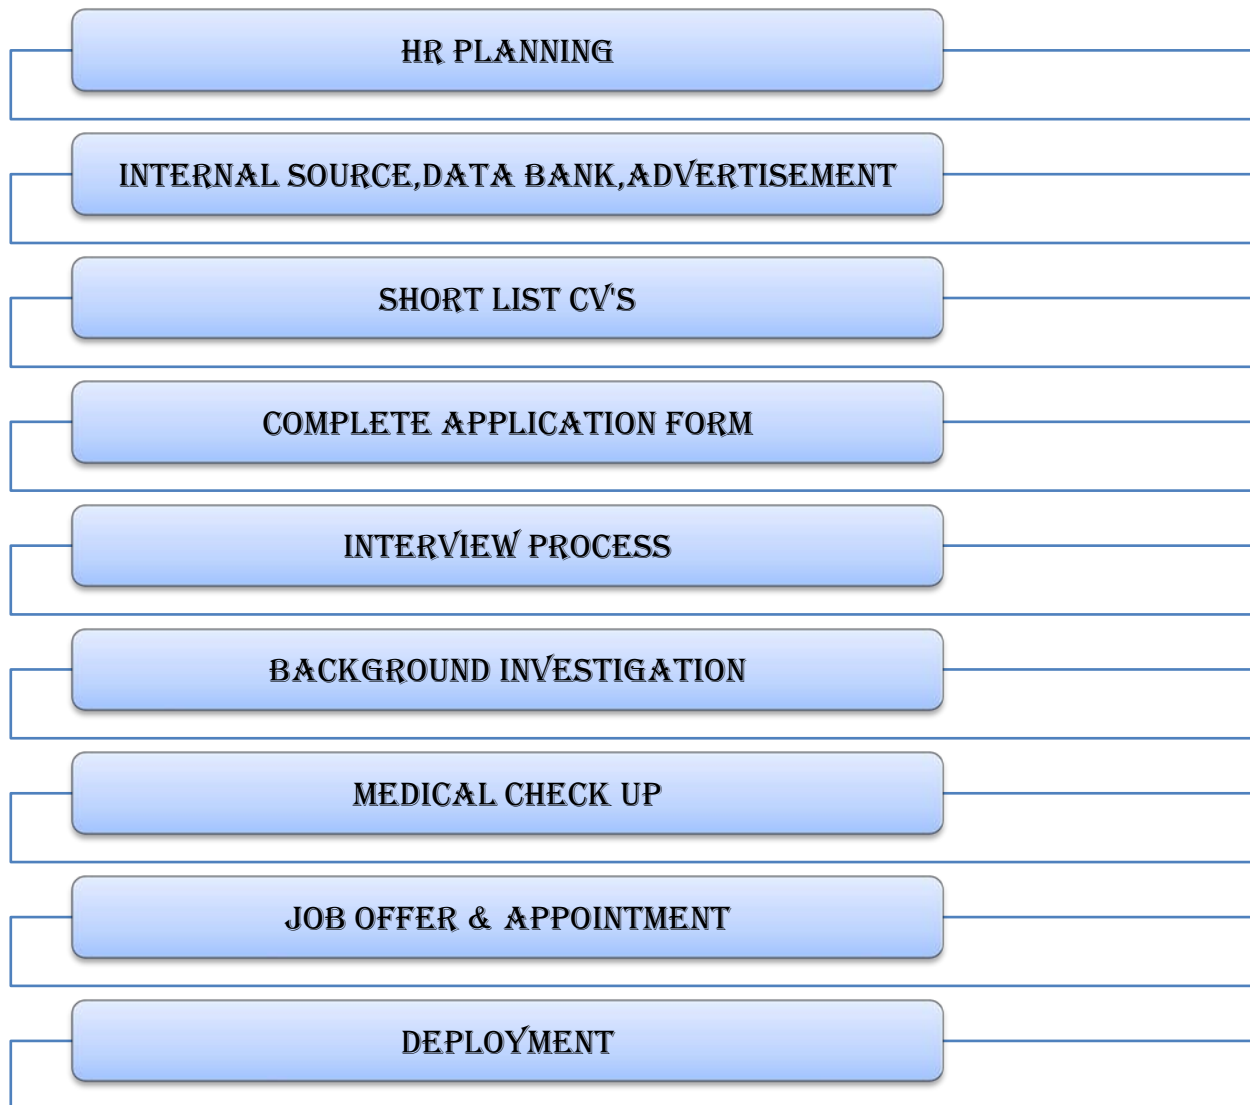 HR PLANNING
INTERNAL SOURCE,DATA BANK,ADVERTISEMENT
SHORT LIST CV'S
COMPLETE APPLICATION FORM
INTERVIEW PROCESS
BACKGROUND INVESTIGATION
MEDICAL CHECK UP
JOB OFFER & APPOINTMENT
DEPLOYMENT